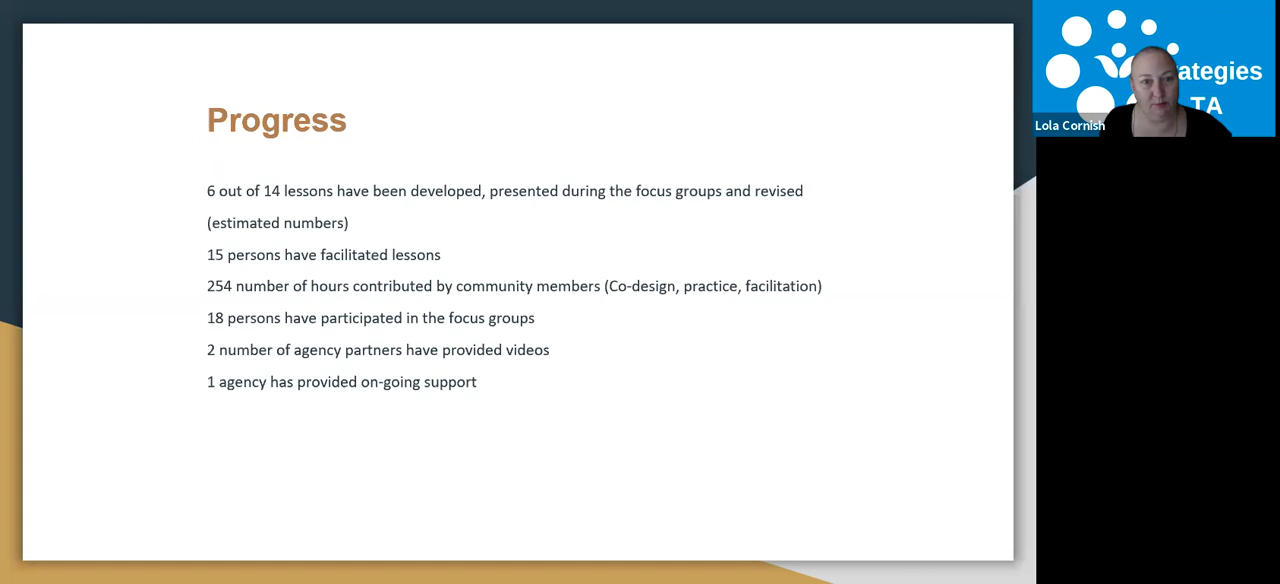 Progress
6 out of 14 lessons have been developed, presented during the focus groups and revised
(estimated numbers)
15 persons have facilitated lessons
254 number of hours contributed by community members (Co-design, practice, facilitation)
18 persons have participated in the focus groups
2 number of agency partners have provided videos
1 agency has provided on-going support
ategies
TA
Lola Cornish